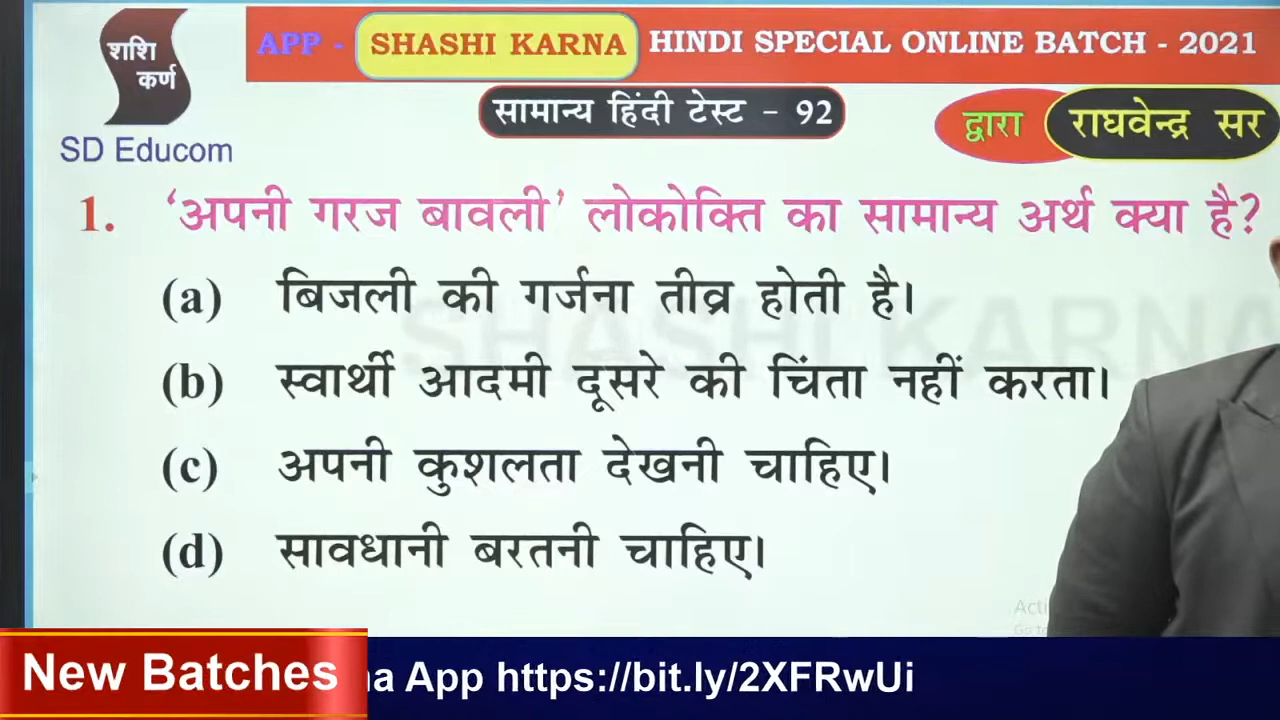 शशि
कर्ण
SD Educom
APP - SHASHI KARNA HINDI SPECIAL ONLINE BATCH - 2021
सामान्य हिंदी टेस्ट - 92
द्वारा राघवेन्द्र सर
1. 'अपनी गरज बावली' लोकोक्ति का सामान्य अर्थ क्या है?
(a) बिजली की गर्जना तीव्र होती है।
(b) स्वार्थी आदमी दूसरे की चिंता नहीं करता।
(c) अपनी कुशलता देखनी चाहिए।
(d) सावधानी बरतनी चाहिए।
SHASHI KARNA
New Batches
App https://bit.ly/2XFRwUi